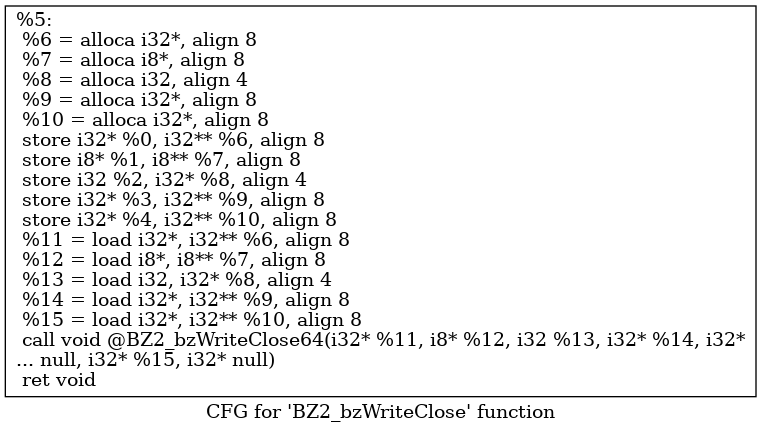 %5:
%6 = alloca i32*, align 8
%7 = alloca i8*, align 8
%8 = alloca i32, align 4
%9 = alloca i32*, align 8
%10 = alloca i32*, align 8
store i32* %0, i32** %6, align 8
store i8* %1, i8** %7, align 8
store i32 %2, i32* %8, align 4
store i32* %3, i32** %9, align 8
store i32* %4, i32** %10, align 8
%11 = load i32*, i32** %6, align 8
%12 = load i8*, i8** %7, align 8
%13 = load i32, i32* %8, align 4
%14 = load i32*, i32** %9, align 8
%15 = load i32*, i32** %10, align 8
call void @BZ2_bzWriteClose64(i32* %11, i8* %12, i32 %13, i32* %14, i32*
... null, i32* %15, i32* null)
ret void
CFG for 'BZ2_bzWriteClose' function